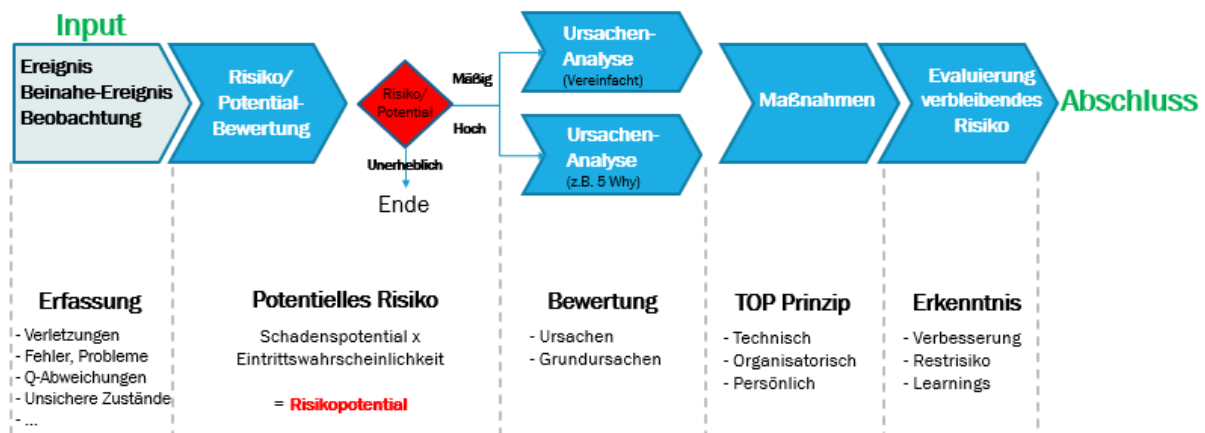 Input
Ereignis
Beinahe-Ereignis
Beobachtung
Risiko/
Potential-
Bewertung
Risiko/
Potential
Mäßig
Hoch
Unerheblich
Ende
Ursachen-
Analyse
(Vereinfacht)
Ursachen-
Analyse
(z.B. 5 Why)
Maßnahmen
Evaluierung
verbleibendes
Risiko
Abschluss
Erfassung
- Verletzungen
- Fehler, Probleme
- Q-Abweichungen
- Unsichere Zustände
- ...
Potentielles Risiko
Schadenspotential x
Eintrittswahrscheinlichkeit
= Risikopotential
Bewertung
- Ursachen
- Grundursachen
TOP Prinzip
- Technisch
- Organisatorisch
- Persönlich
Erkenntnis
- Verbesserung
- Restrisiko
- Learnings